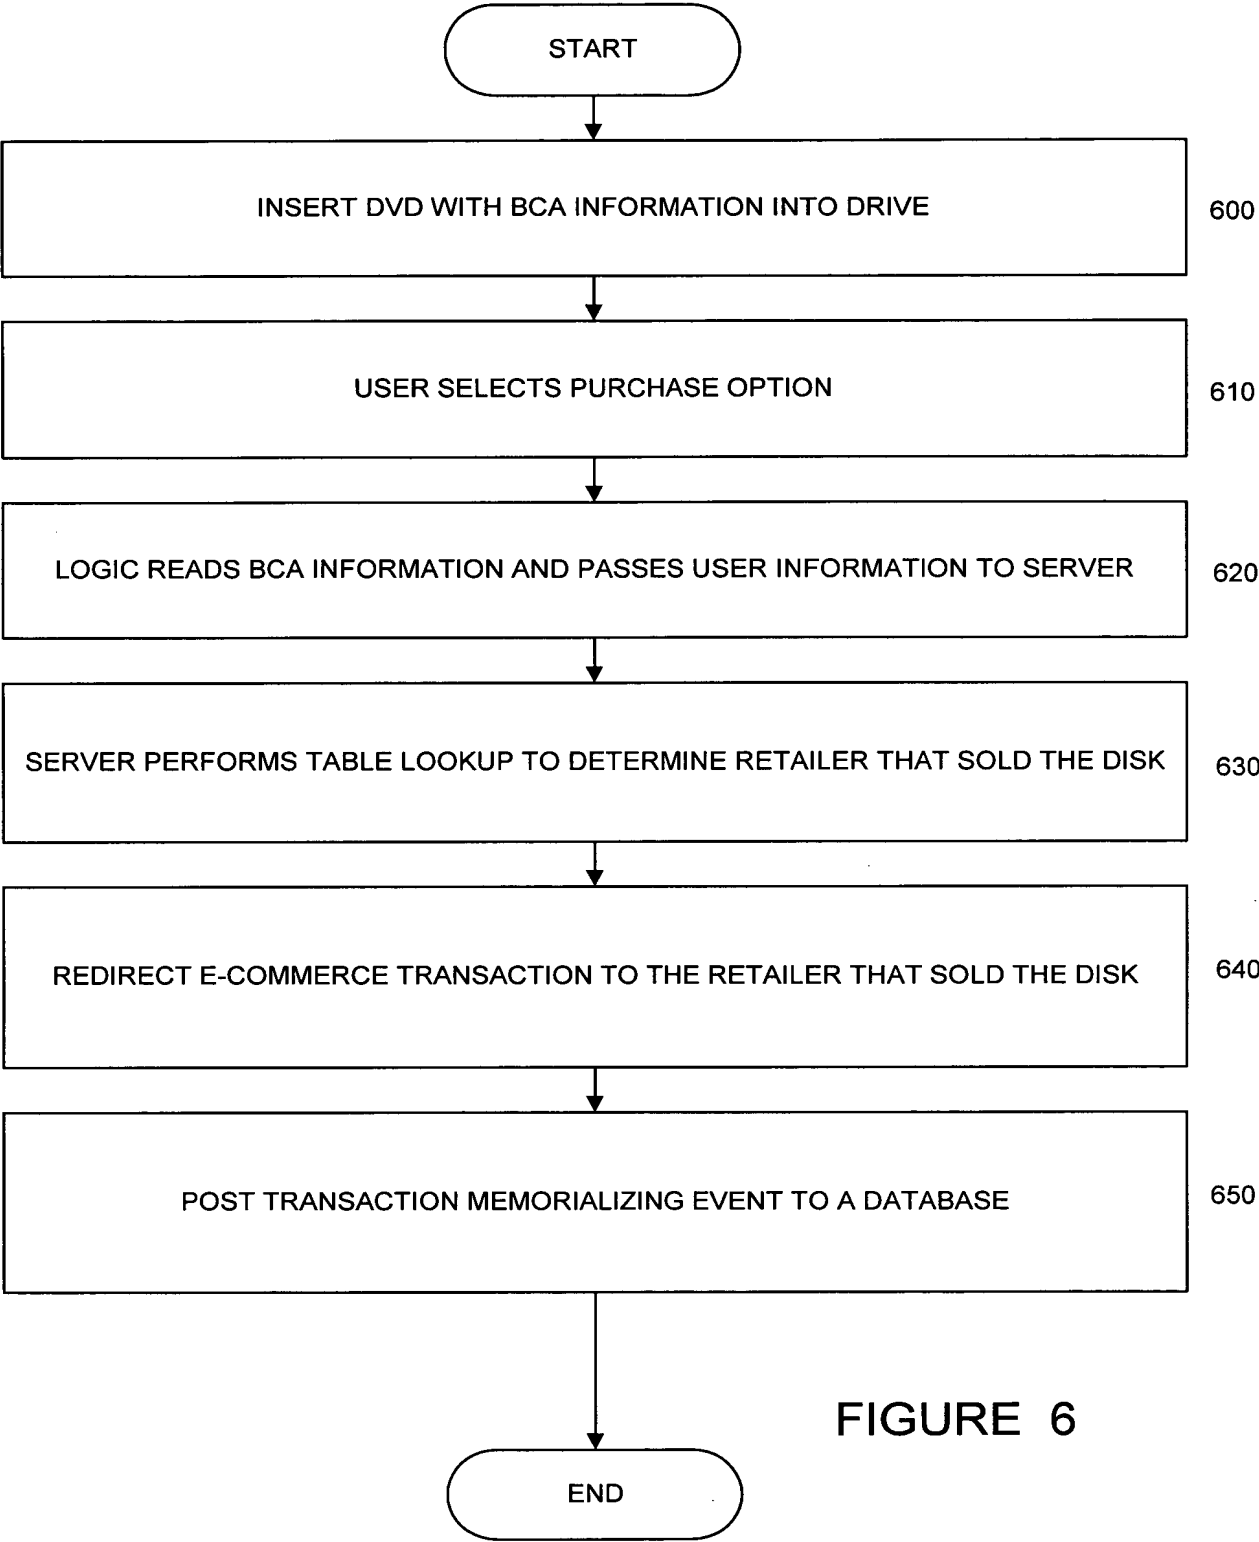 START
INSERT DVD WITH BCA INFORMATION INTO DRIVE
600
USER SELECTS PURCHASE OPTION
610
LOGIC READS BCA INFORMATION AND PASSES USER INFORMATION TO SERVER
620
SERVER PERFORMS TABLE LOOKUP TO DETERMINE RETAILER THAT SOLD THE DISK
630
REDIRECT E-COMMERCE TRANSACTION TO THE RETAILER THAT SOLD THE DISK
640
POST TRANSACTION MEMORIALIZING EVENT TO A DATABASE
650
FIGURE 6
END